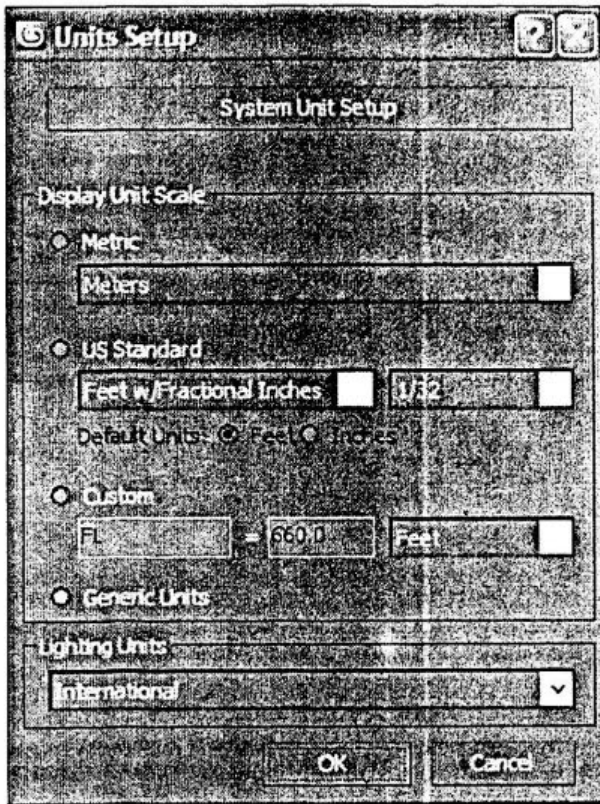 Units Setup
System Unit Setup
Display Unit Scale
Metric
Meters
US Standard
Feet w/Fractional Inches 1/32
Default Units: Feet Inches
Custom
FL = 660.0 Feet
Generic Units
Lighting Units
International
OK Cancel